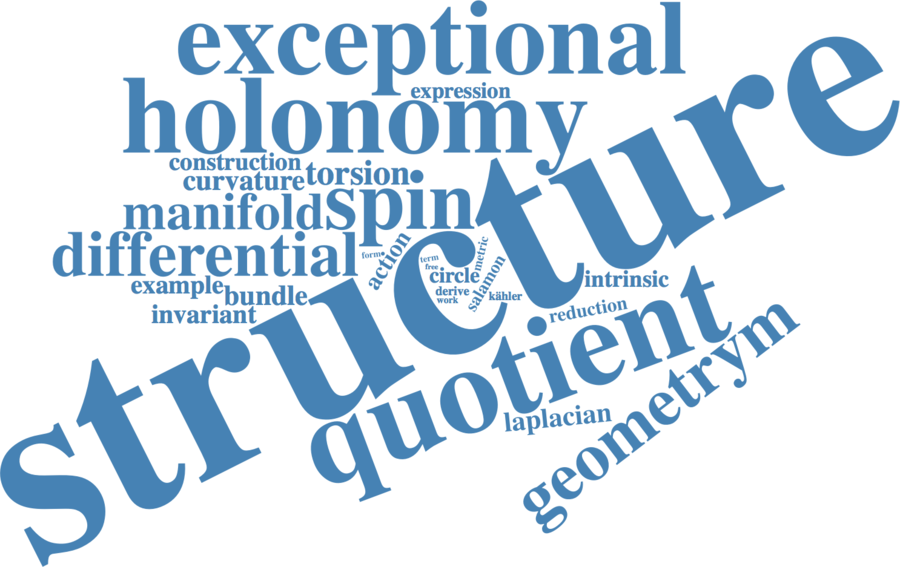 exceptional
expression
holonomy
structure
construction
curvature
torsion
spin
manifold
differential
form
action
term
free
circle
metric
derive
work
salamon
kähler
example
bundle
invariant
intrinsic
reduction
quotient
laplacian
geometrym